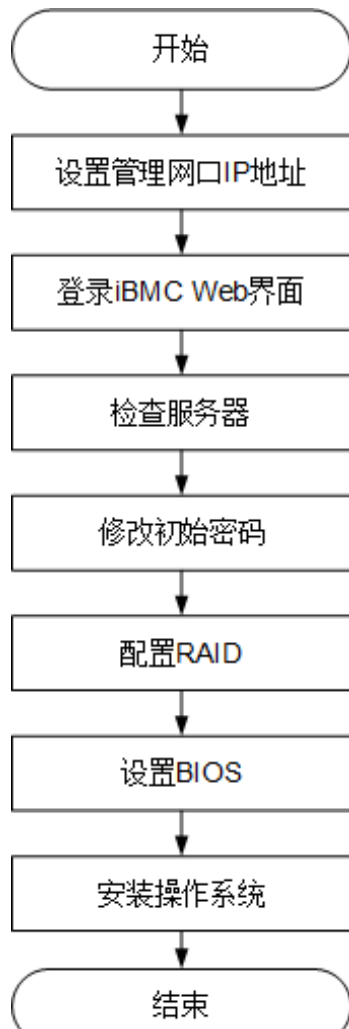 开始
设置管理网口IP地址
登录iBMC Web界面
检查服务器
修改初始密码
配置RAID
设置BIOS
安装操作系统
结束